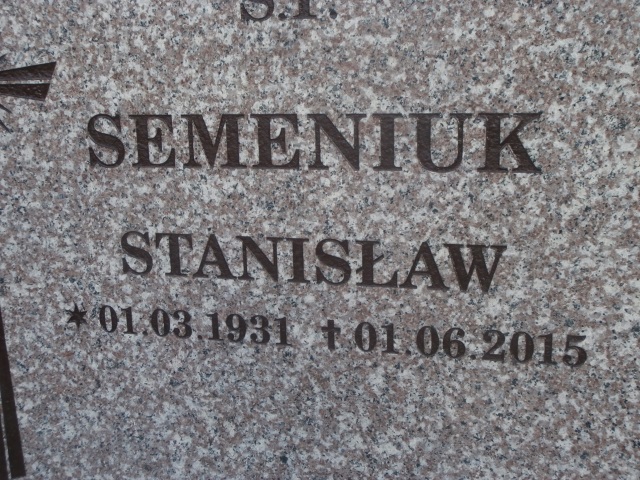 Ś.P.
SEMENIUK
STANISŁAW
* 01.03.1931 † 01.06.2015